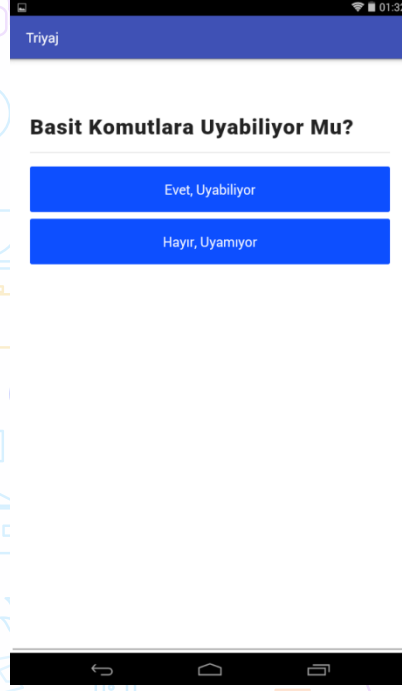 01:32
Triyaj
Basit Komutlara Uyabiliyor Mu?
Evet, Uyabiliyor
Hayır, Uyamıyor